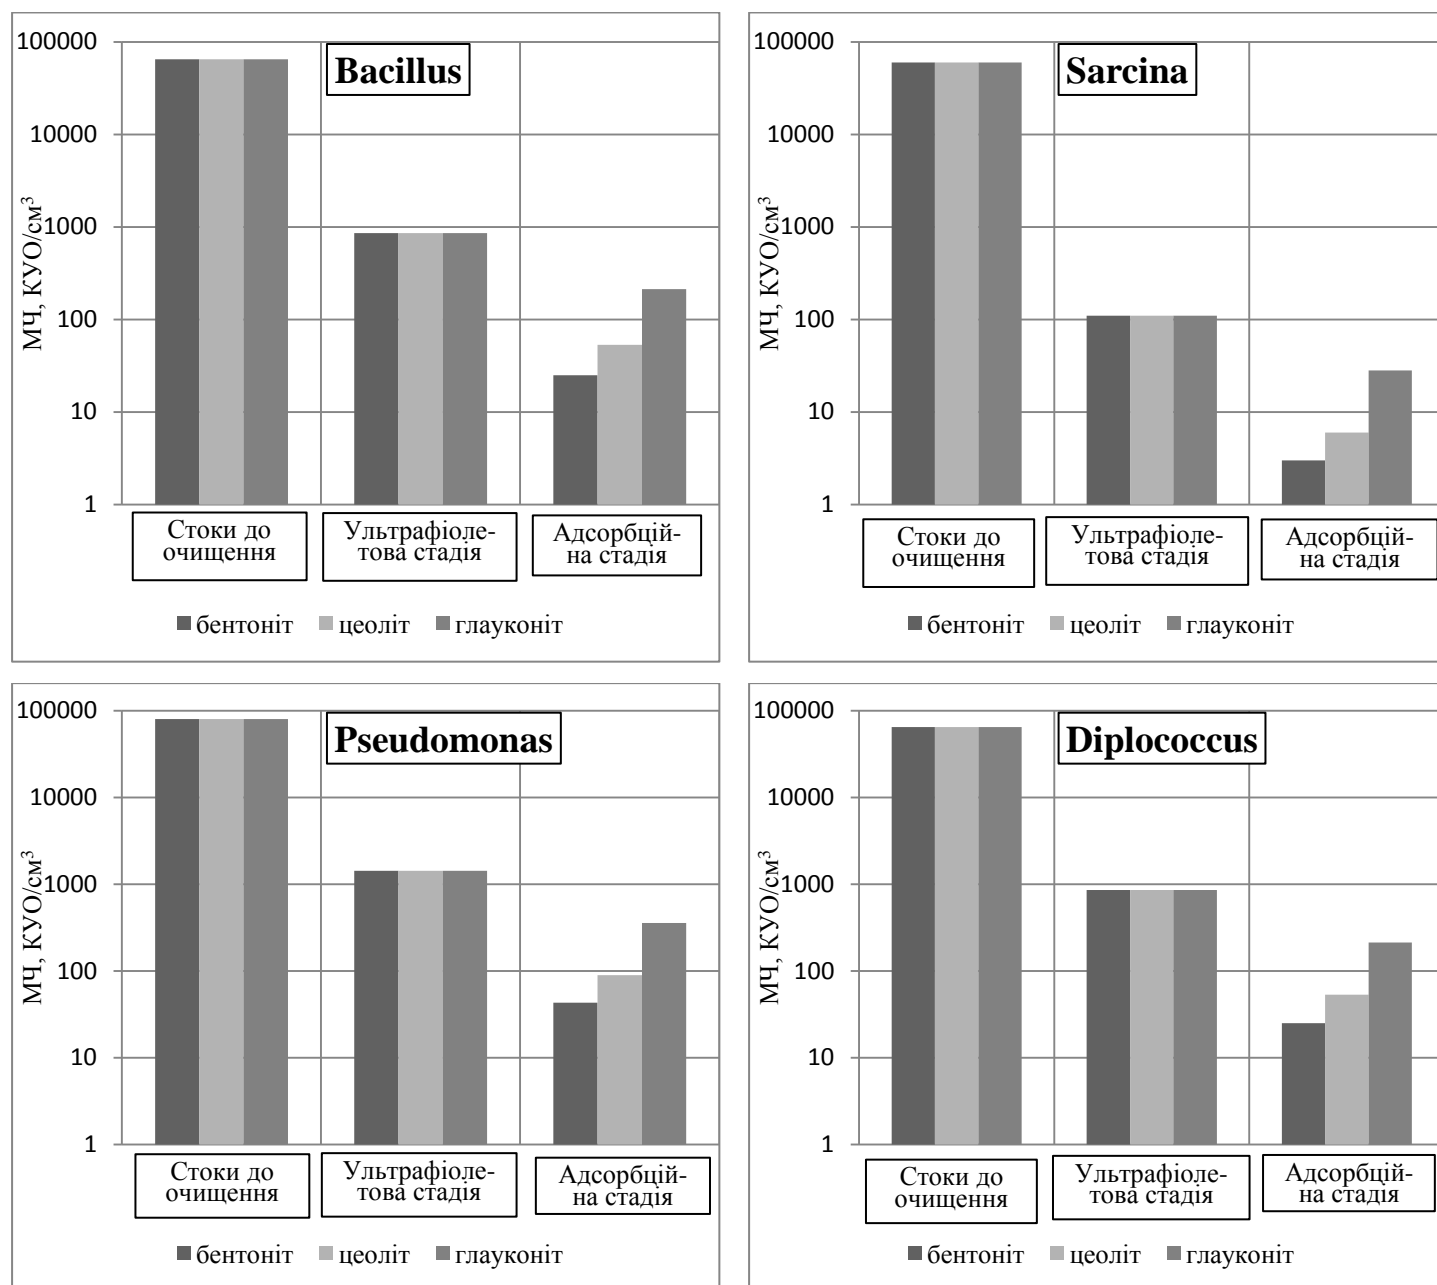 Bacillus
МЧ, КУО/см³
100000
10000
1000
100
10
1
Стоки до
очищення
Ультрафіоле-
това стадія
Адсорбцій-
на стадія
бентоніт цеоліт глауконіт
Sarcina
МЧ, КУО/см³
100000
10000
1000
100
10
1
Стоки до
очищення
Ультрафіоле-
това стадія
Адсорбцій-
на стадія
бентоніт цеоліт глауконіт
Pseudomonas
МЧ, КУО/см³
100000
10000
1000
100
10
1
Стоки до
очищення
Ультрафіоле-
това стадія
Адсорбцій-
на стадія
бентоніт цеоліт глауконіт
Diplococcus
МЧ, КУО/см³
100000
10000
1000
100
10
1
Стоки до
очищення
Ультрафіоле-
това стадія
Адсорбцій-
на стадія
бентоніт цеоліт глауконіт